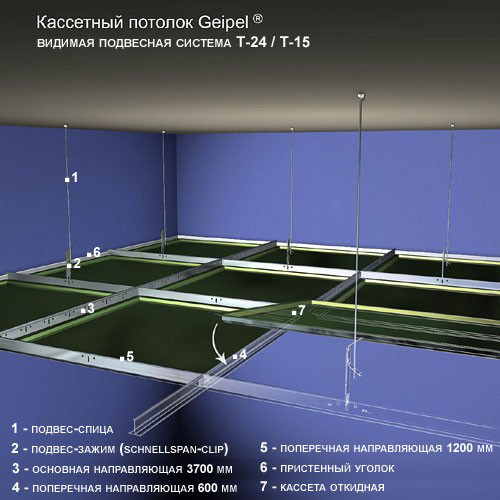 Кассетный потолок Geipel ®
ВИДИМАЯ ПОДВЕСНАЯ СИСТЕМА Т-24 / Т-15
1
6
2
3
7
5
4
1 - ПОДВЕС-СПИЦА
2 - ПОДВЕС-ЗАЖИМ (SCHNELLSPAN-CLIP)
3 - ОСНОВНАЯ НАПРАВЛЯЮЩАЯ 3700 ММ
4 - ПОПЕРЕЧНАЯ НАПРАВЛЯЮЩАЯ 600 ММ
5 - ПОПЕРЕЧНАЯ НАПРАВЛЯЮЩАЯ 1200 ММ
6 - ПРИСТЕННЫЙ УГОЛОК
7 - КАССЕТА ОТКИДНАЯ